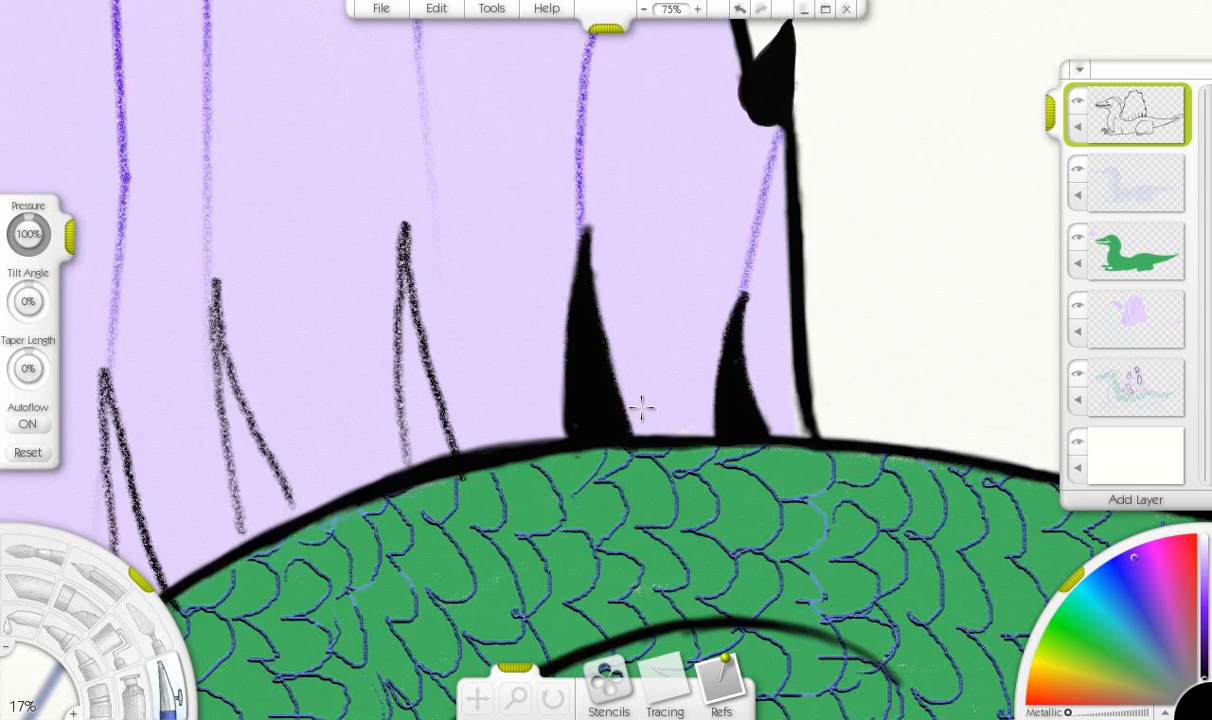 File Edit Tools Help - 75% +
Pressure
100%
Tilt Angle
0%
Taper Length
0%
Autoflow
ON
Reset
Add Layer
17%
Stencils Tracing Refs
Metallic